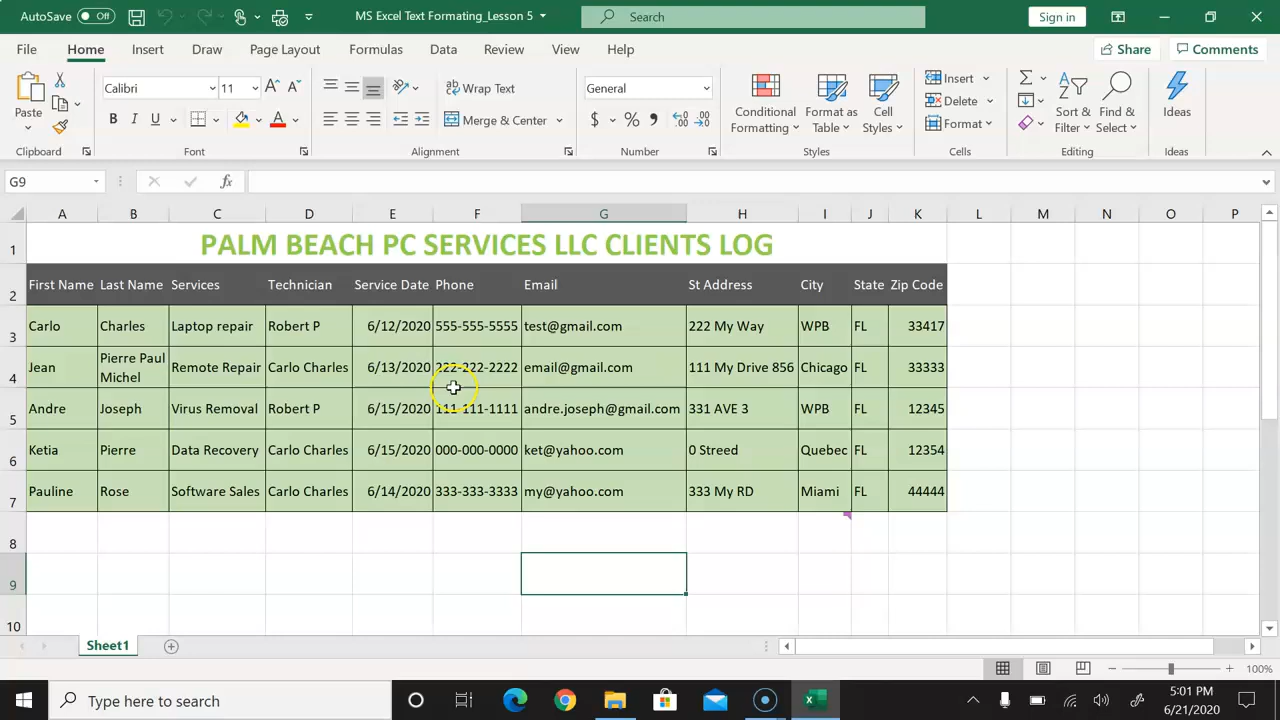 AutoSave Off MS Excel Text Formating_Lesson 5 Search Sign in
File Home Insert Draw Page Layout Formulas Data Review View Help Share Comments
Paste Calibri 11 Wrap Text General Conditional Formatting Format as Table Cell Styles Insert Sort & Filter Find & Select Ideas
B I U A Merge & Center $ % Delete
Format
Clipboard Font Alignment Number Styles Cells Editing Ideas
G9 fx
A B C D E F G H I J K L M N O P
1 PALM BEACH PC SERVICES LLC CLIENTS LOG
2 First Name Last Name Services Technician Service Date Phone Email St Address City State Zip Code
3 Carlo Charles Laptop repair Robert P 6/12/2020 555-555-5555 test@gmail.com 222 My Way WPB FL 33417
4 Jean Pierre Paul Michel Remote Repair Carlo Charles 6/13/2020 222-222-2222 email@gmail.com 111 My Drive 856 Chicago FL 33333
5 Andre Joseph Virus Removal Robert P 6/15/2020 111-111-1111 andre.joseph@gmail.com 331 AVE 3 WPB FL 12345
6 Ketia Pierre Data Recovery Carlo Charles 6/15/2020 000-000-0000 ket@yahoo.com 0 Streed Quebec FL 12354
7 Pauline Rose Software Sales Carlo Charles 6/14/2020 333-333-3333 my@yahoo.com 333 My RD Miami FL 44444
8
9
10
Sheet1
100%
Type here to search 5:01 PM
6/21/2020